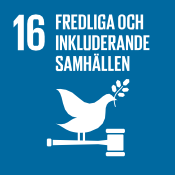 16 FREDLIGA OCH
INKLUDERANDE
SAMHÄLLEN